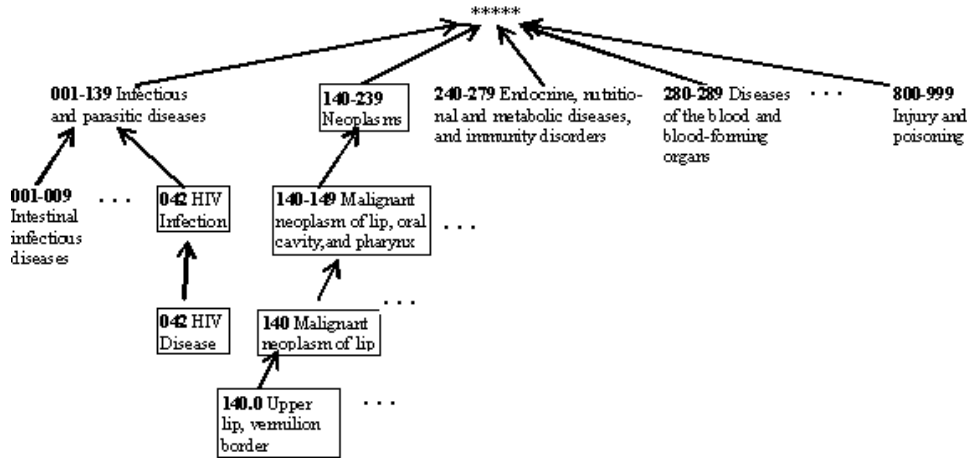 *****
001-139 Infectious
and parasitic diseases
140-239
Neoplasms
240-279 Endocrine, nutritio-
nal and metabolic diseases,
and immunity disorders
280-289 Diseases
of the blood and
blood-forming
organs
. . .
800-999
Injury and
poisoning
001-009
Intestinal
infectious
diseases
. . .
042 HIV
Infection
140-149 Malignant
neoplasm of lip, oral
cavity,and pharynx
. . .
042 HIV
Disease
140 Malignant
neoplasm of lip
. . .
140.0 Upper
lip, vermilion
border
. . .